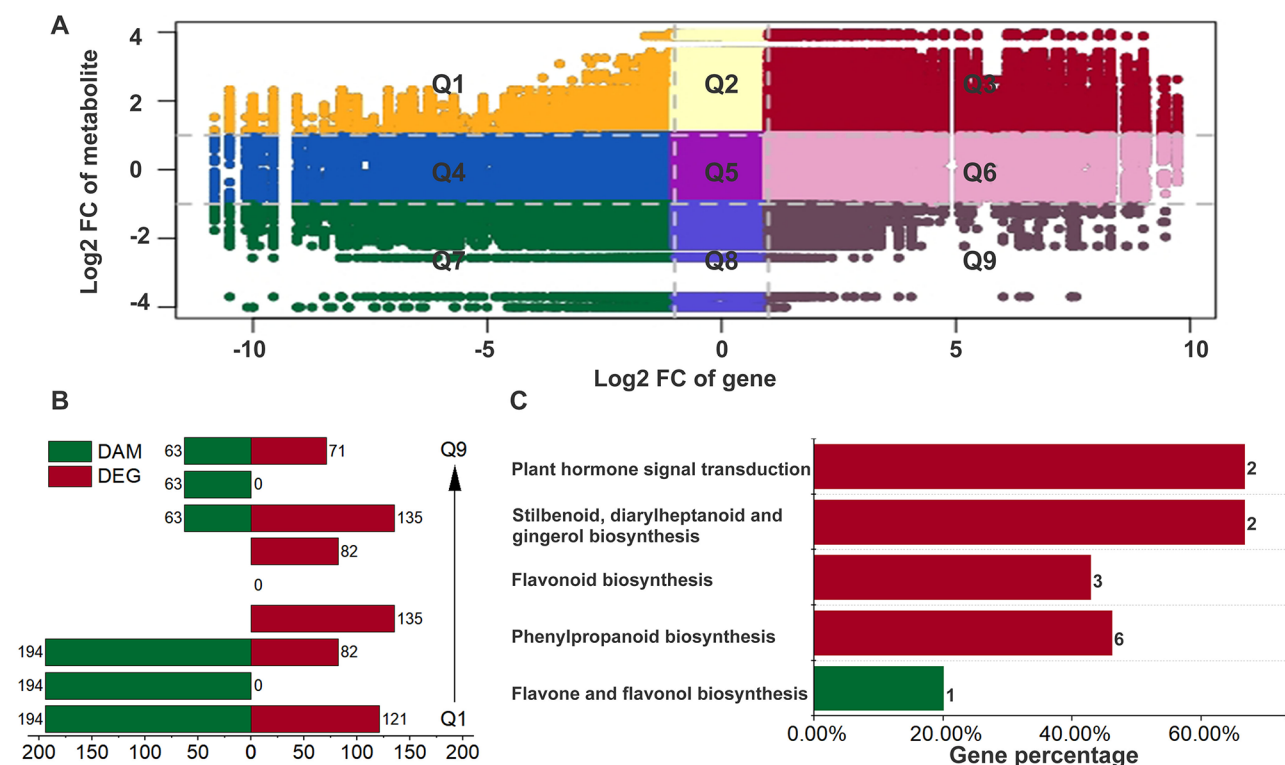 A
Log2 FC of metabolite
4
2
0
-2
-4
Q1
Q2
Q3
Q4
Q5
Q6
Q7
Q8
Q9
-10
-5
0
5
10
Log2 FC of gene
B
DAM
DEG
63
71
63
0
63
135
82
0
135
194
82
194
0
194
121
Q9
Q1
200
150
100
50
0
50
100
150
200
C
Plant hormone signal transduction
2
Stilbenoid, diarylheptanoid and
gingerol biosynthesis
2
Flavonoid biosynthesis
3
Phenylpropanoid biosynthesis
6
Flavone and flavonol biosynthesis
1
0.00%
20.00%
40.00%
60.00%
Gene percentage